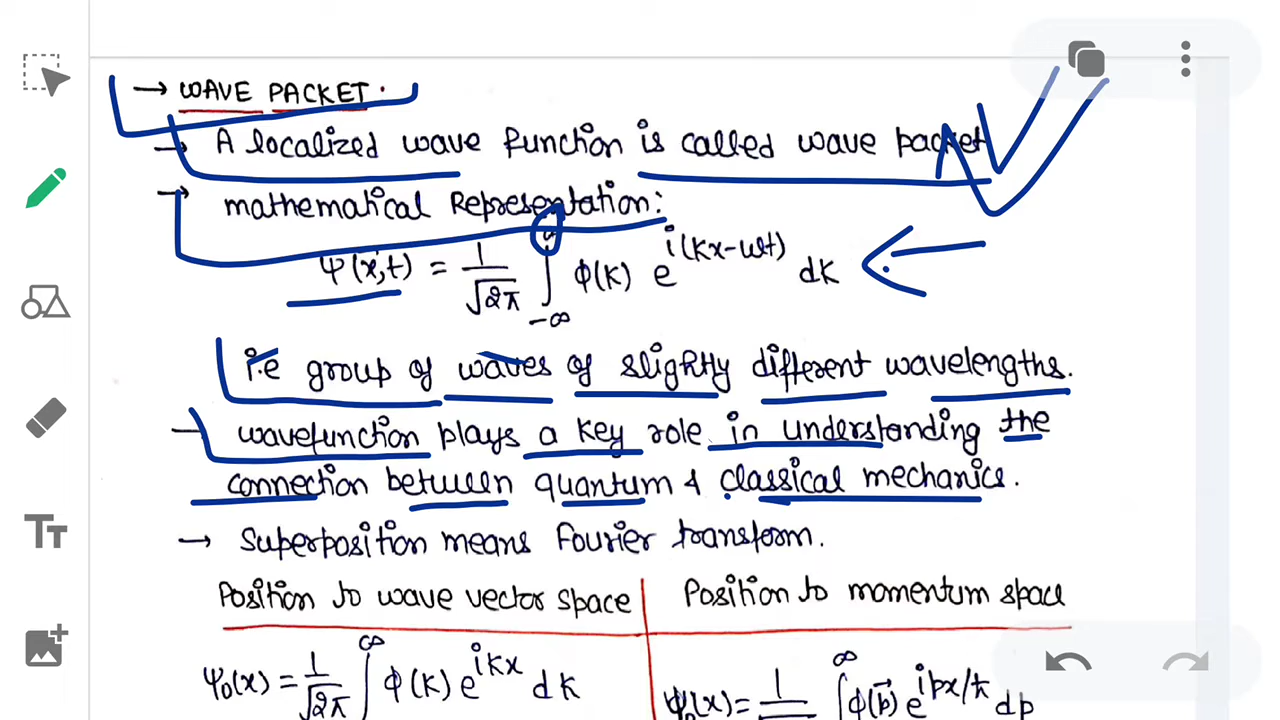 → WAVE PACKET.
→ A localized wave function is called wave packet
→ mathematical Representation:
Ψ(x,t) = 1/√2π ∫_{-∞}^{∞} Φ(k) e^{i(kx-ωt)} dk
i.e group of waves of slightly different wavelengths.
→ wavefunction plays a key role in understanding the
connection between quantum & classical mechanics.
→ Superposition means Fourier transform.
Position to wave vector space
Ψ₀(x) = 1/√2π ∫^{∞} Φ(k) e^{ikx} dk
Position to momentum space
Ψ₀(x) = 1/ ∫^{∞} Φ(p⃗) e^{ipx/ħ} dp
TT